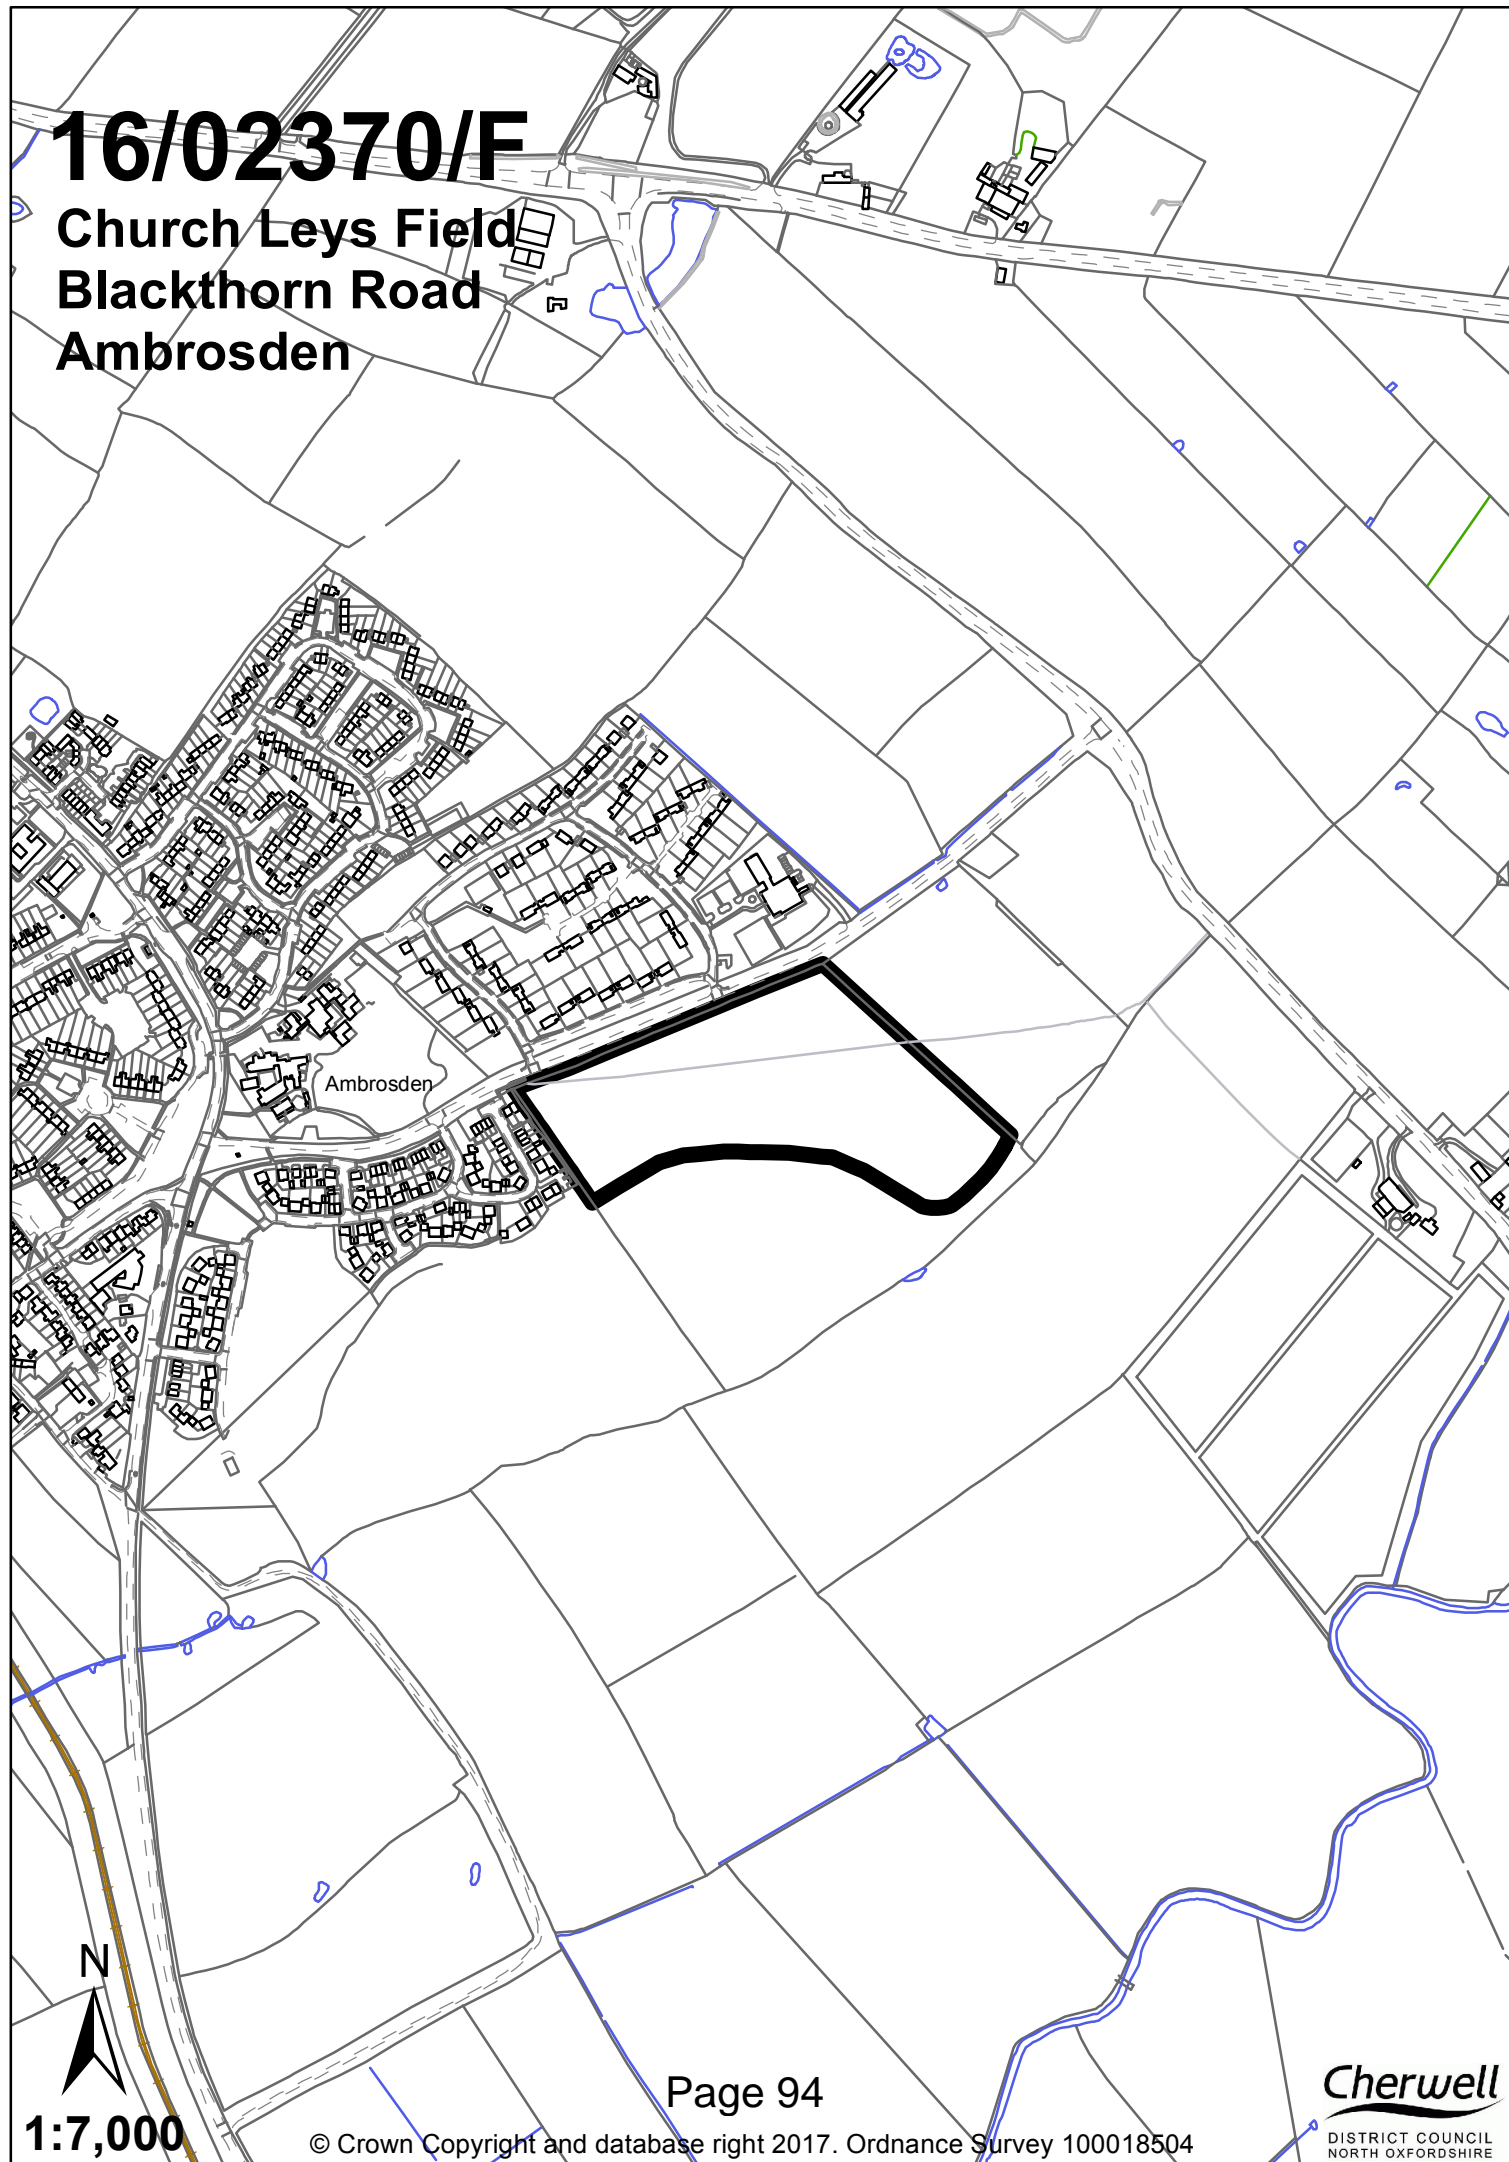 16/02370/F
Church Leys Field
Blackthorn Road
Ambrosden
Ambrosden
N
1:7,000
Page 94
© Crown Copyright and database right 2017. Ordnance Survey 100018504
Cherwell
DISTRICT COUNCIL
NORTH OXFORDSHIRE